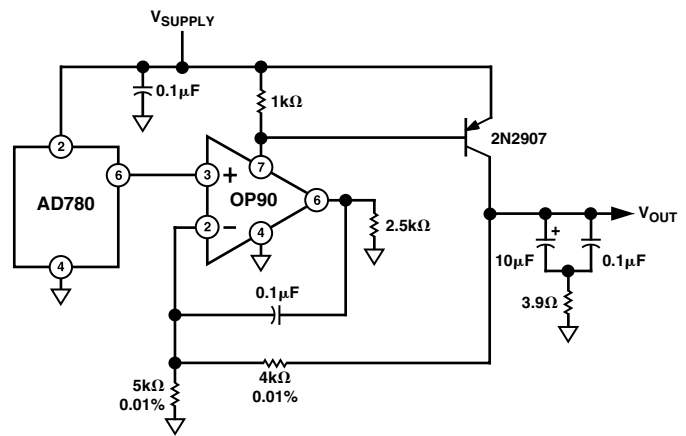 VSUPPLY
0.1μF
1kΩ
2N2907
2
6
AD780
4
3
+
7
OP90
6
2
−
4
2.5kΩ
VOUT
+
10μF
0.1μF
3.9Ω
0.1μF
5kΩ
0.01%
4kΩ
0.01%